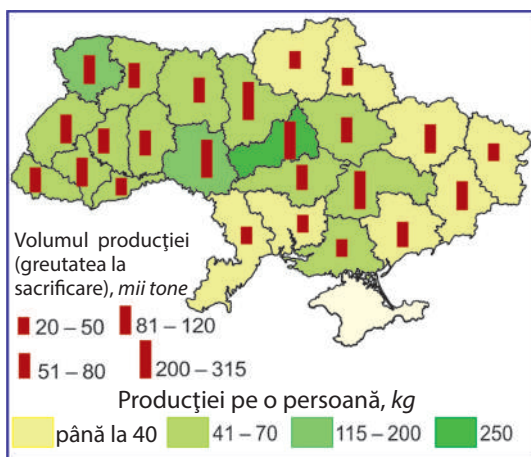 Volumul producţiei
(greutatea la
sacrificare), mii tone
20 – 50
81 – 120
51 – 80
200 – 315
Producţiei pe o persoană, kg
până la 40
41 – 70
115 – 200
250